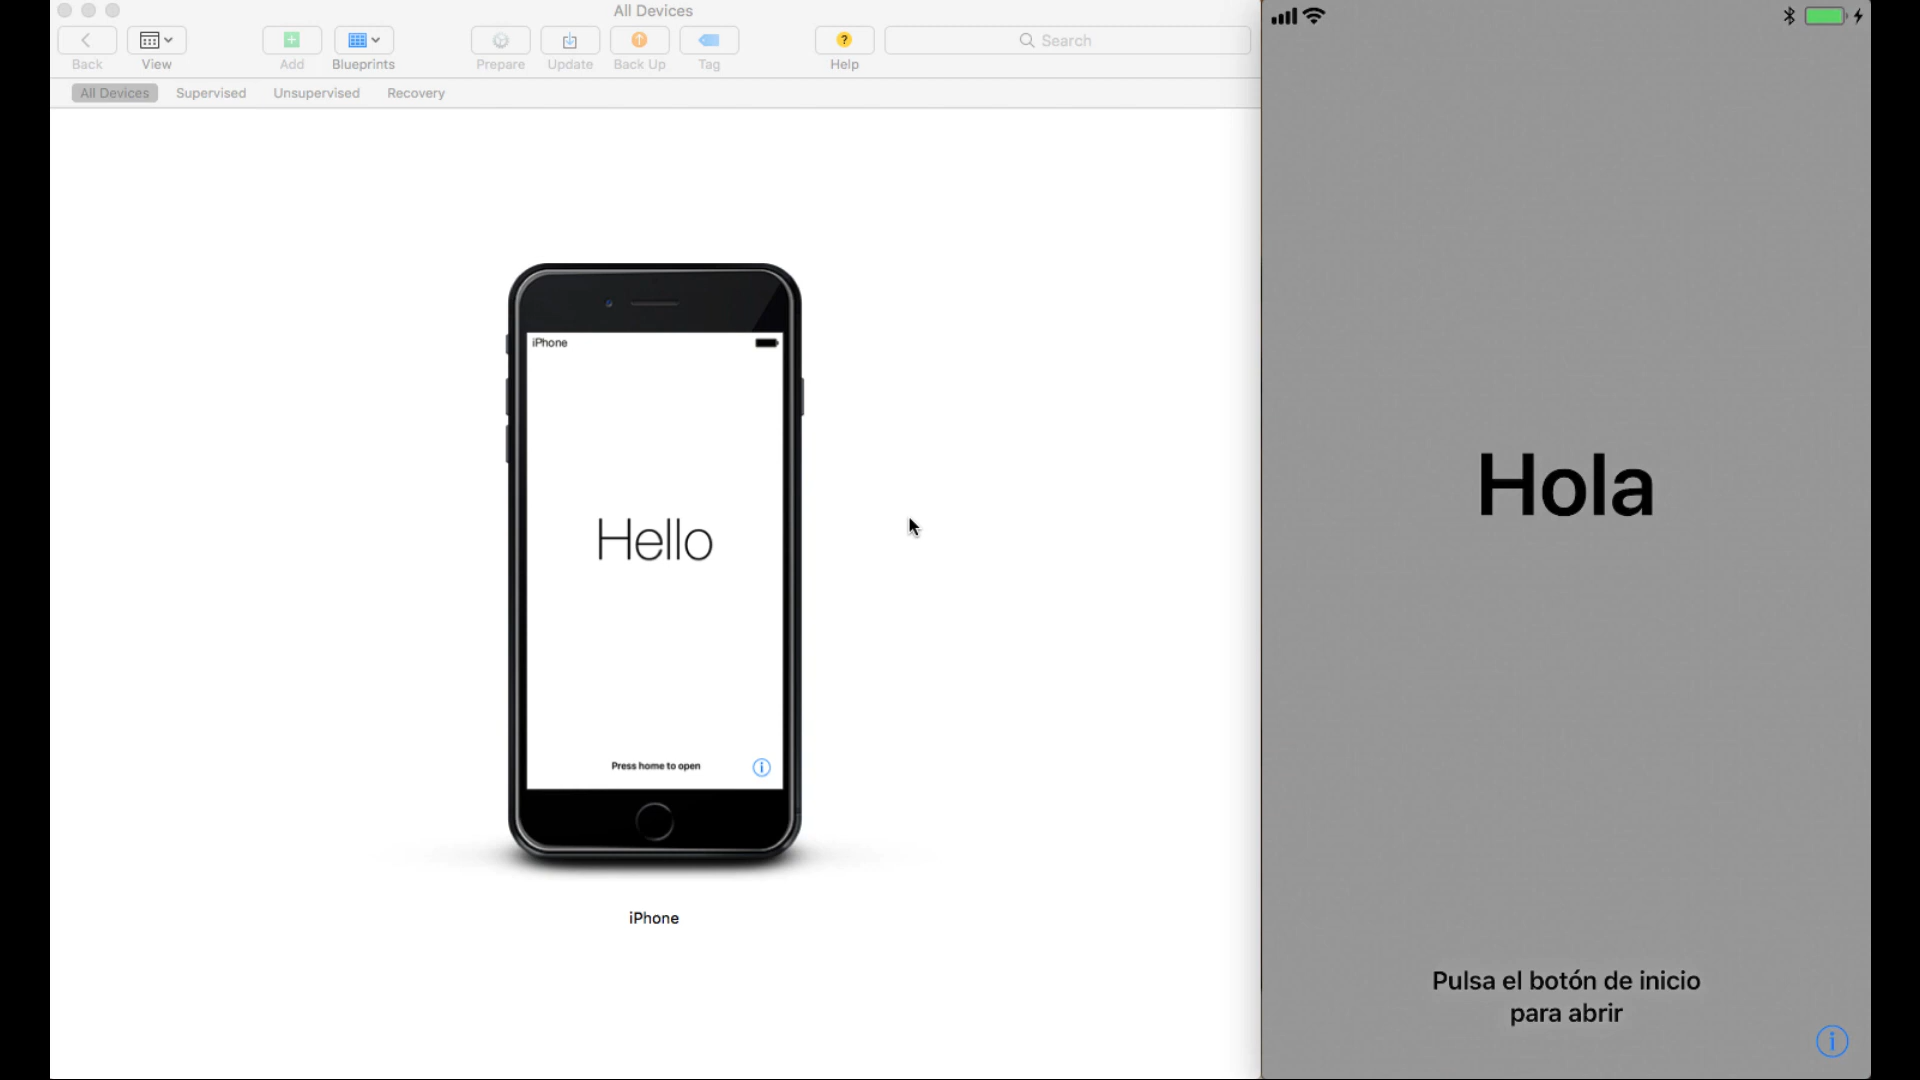 All Devices
Back
View
Add
Blueprints
Prepare
Update
Back Up
Tag
?
Help
Search
All Devices
Supervised
Unsupervised
Recovery
iPhone
Hello
Press home to open
i
iPhone
Hola
Pulsa el botón de inicio
para abrir
i